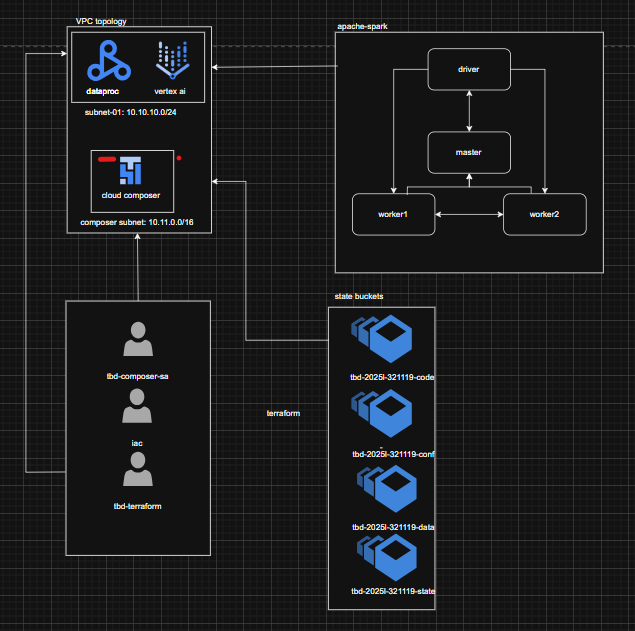 VPC topology
dataproc
vertex ai
subnet-01: 10.10.10.0/24
cloud composer
composer subnet: 10.11.0.0/16
apache-spark
driver
master
worker1
worker2
tbd-composer-sa
iac
tbd-terraform
terraform
state buckets
tbd-2025l-321119-code
tbd-2025l-321119-conf
tbd-2025l-321119-data
tbd-2025l-321119-state